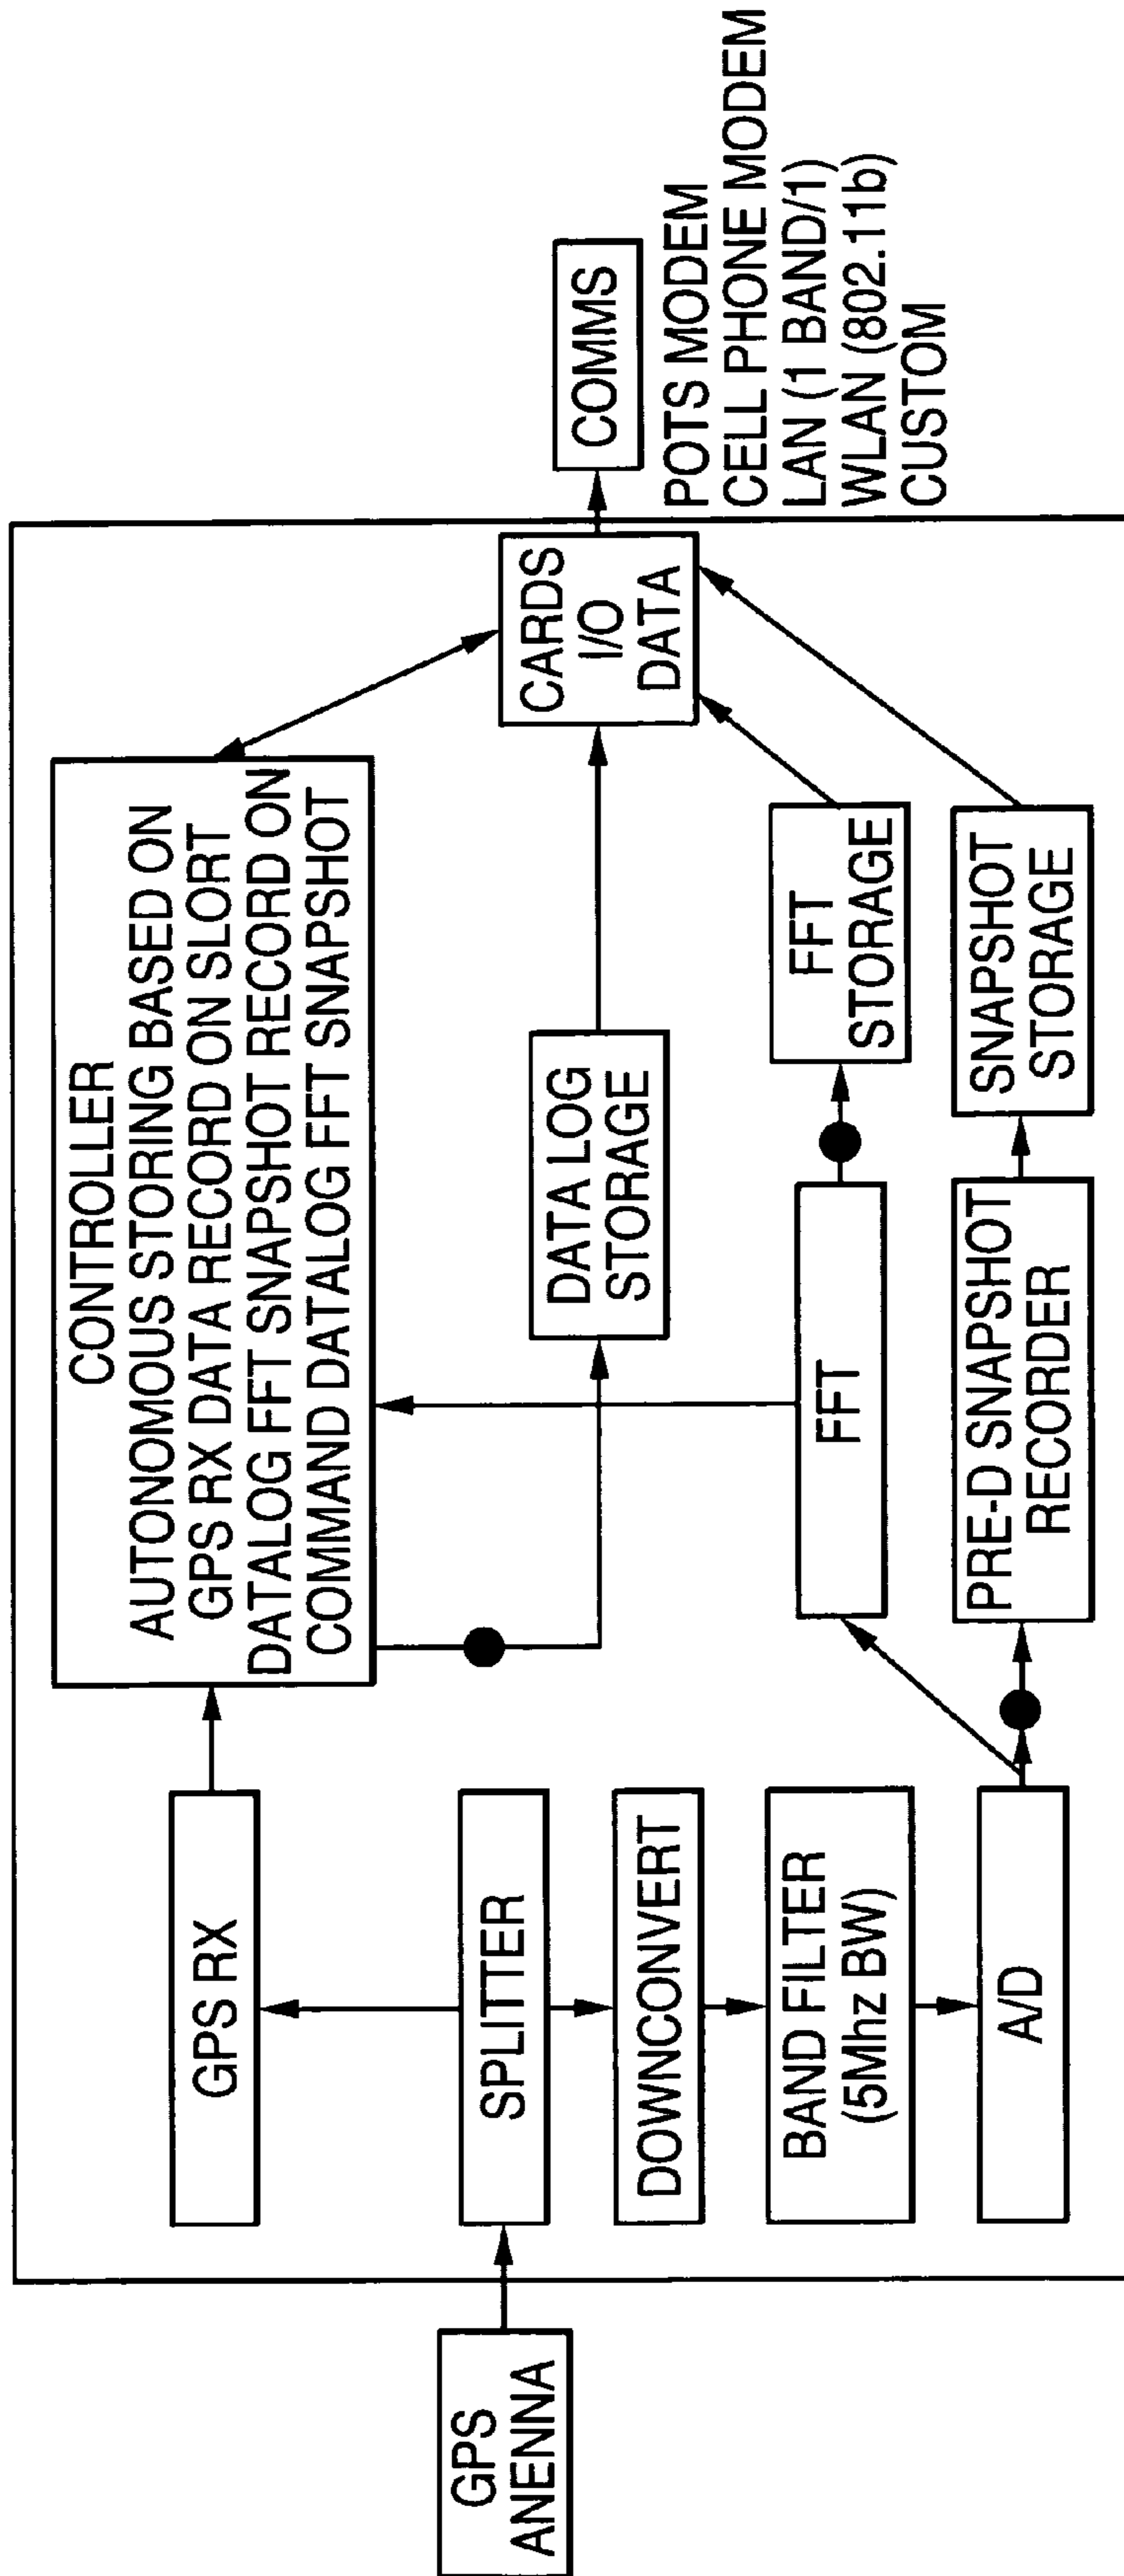 GPS
ANENNA
GPS RX
SPLITTER
DOWNCONVERT
BAND FILTER
(5Mhz BW)
A/D
CONTROLLER
AUTONOMOUS STORING BASED ON
GPS RX DATA RECORD ON SLORT
DATALOG FFT SNAPSHOT RECORD ON
COMMAND DATALOG FFT SNAPSHOT
DATA LOG
STORAGE
FFT
PRE-D SNAPSHOT
RECORDER
FFT
STORAGE
SNAPSHOT
STORAGE
CARDS
I/O
DATA
COMMS
POTS MODEM
CELL PHONE MODEM
LAN (1 BAND/1)
WLAN (802.11b)
CUSTOM